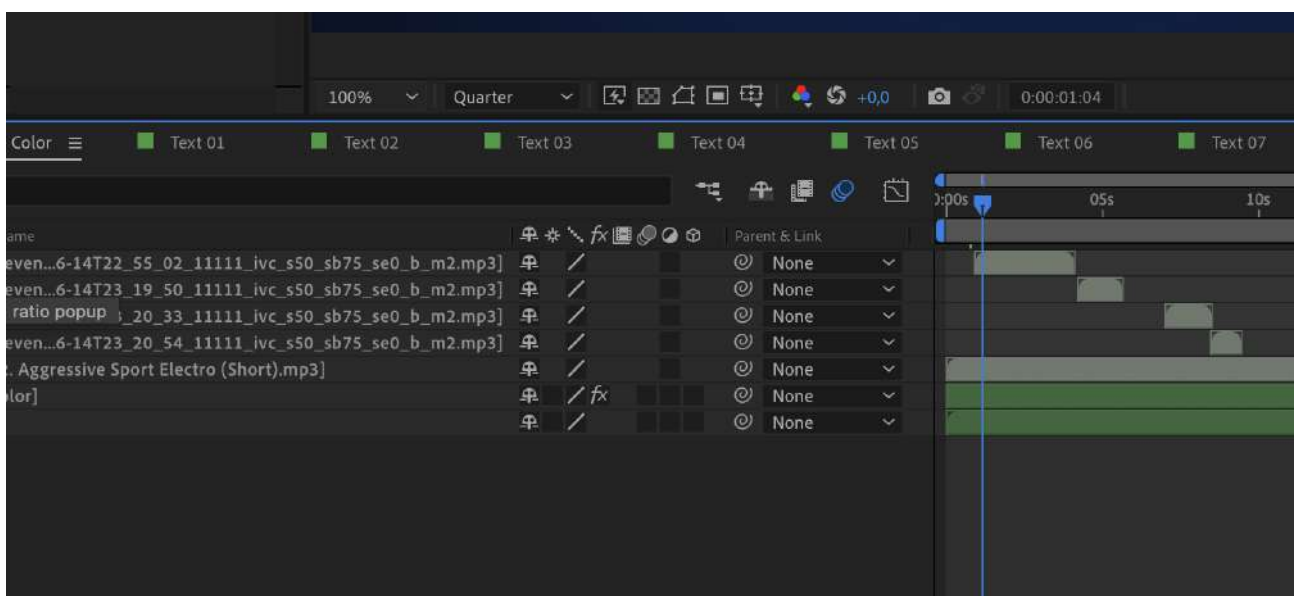 100% Quarter +0,0 0:00:01:04
Color Text 01 Text 02 Text 03 Text 04 Text 05 Text 06 Text 07
0:00s 05s 10s
ame fx Parent & Link
even...6-14T22_55_02_11111_ivc_s50_sb75_se0_b_m2.mp3] None
even...6-14T23_19_50_11111_ivc_s50_sb75_se0_b_m2.mp3] None
ratio popup _20_33_11111_ivc_s50_sb75_se0_b_m2.mp3] None
even...6-14T23_20_54_11111_ivc_s50_sb75_se0_b_m2.mp3] None
. Aggressive Sport Electro (Short).mp3] None
lor] fx None
None